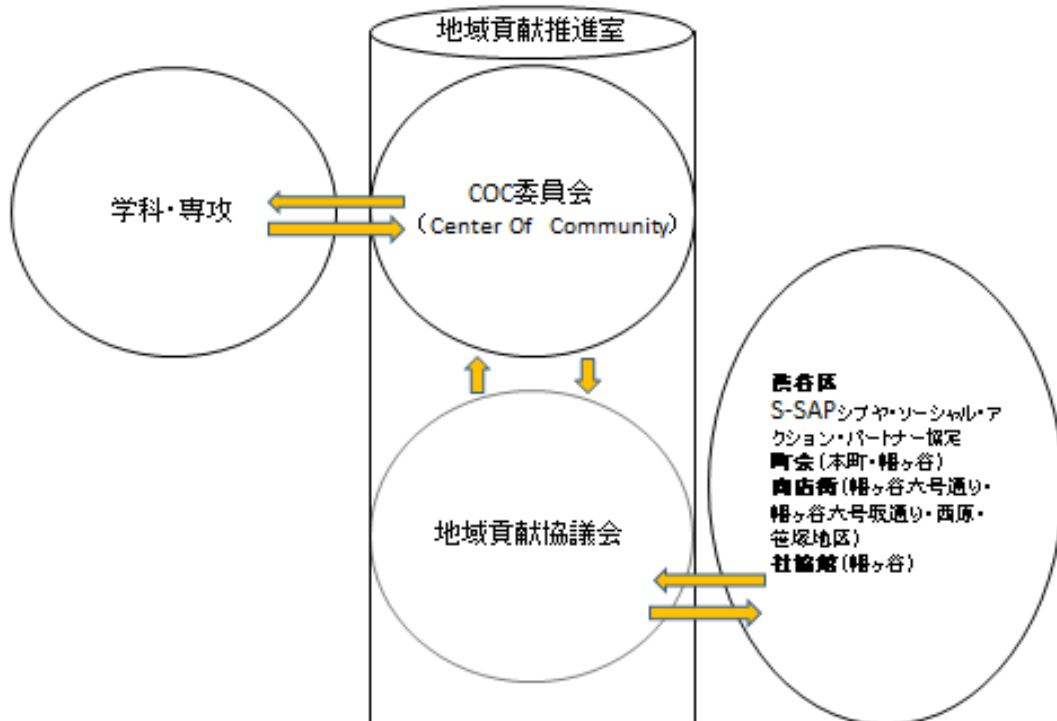 地域貢献推進室
学科・専攻
COC委員会
（Center Of Community）
地域貢献協議会
渋谷区
S-SAPシブヤ・ソーシャル・ア
クション・パートナー協定
町会(本町・幡ヶ谷)
商店街(幡ヶ谷六号通り・
幡ヶ谷六号坂通り・西原・
笹塚地区)
社協館(幡ヶ谷)